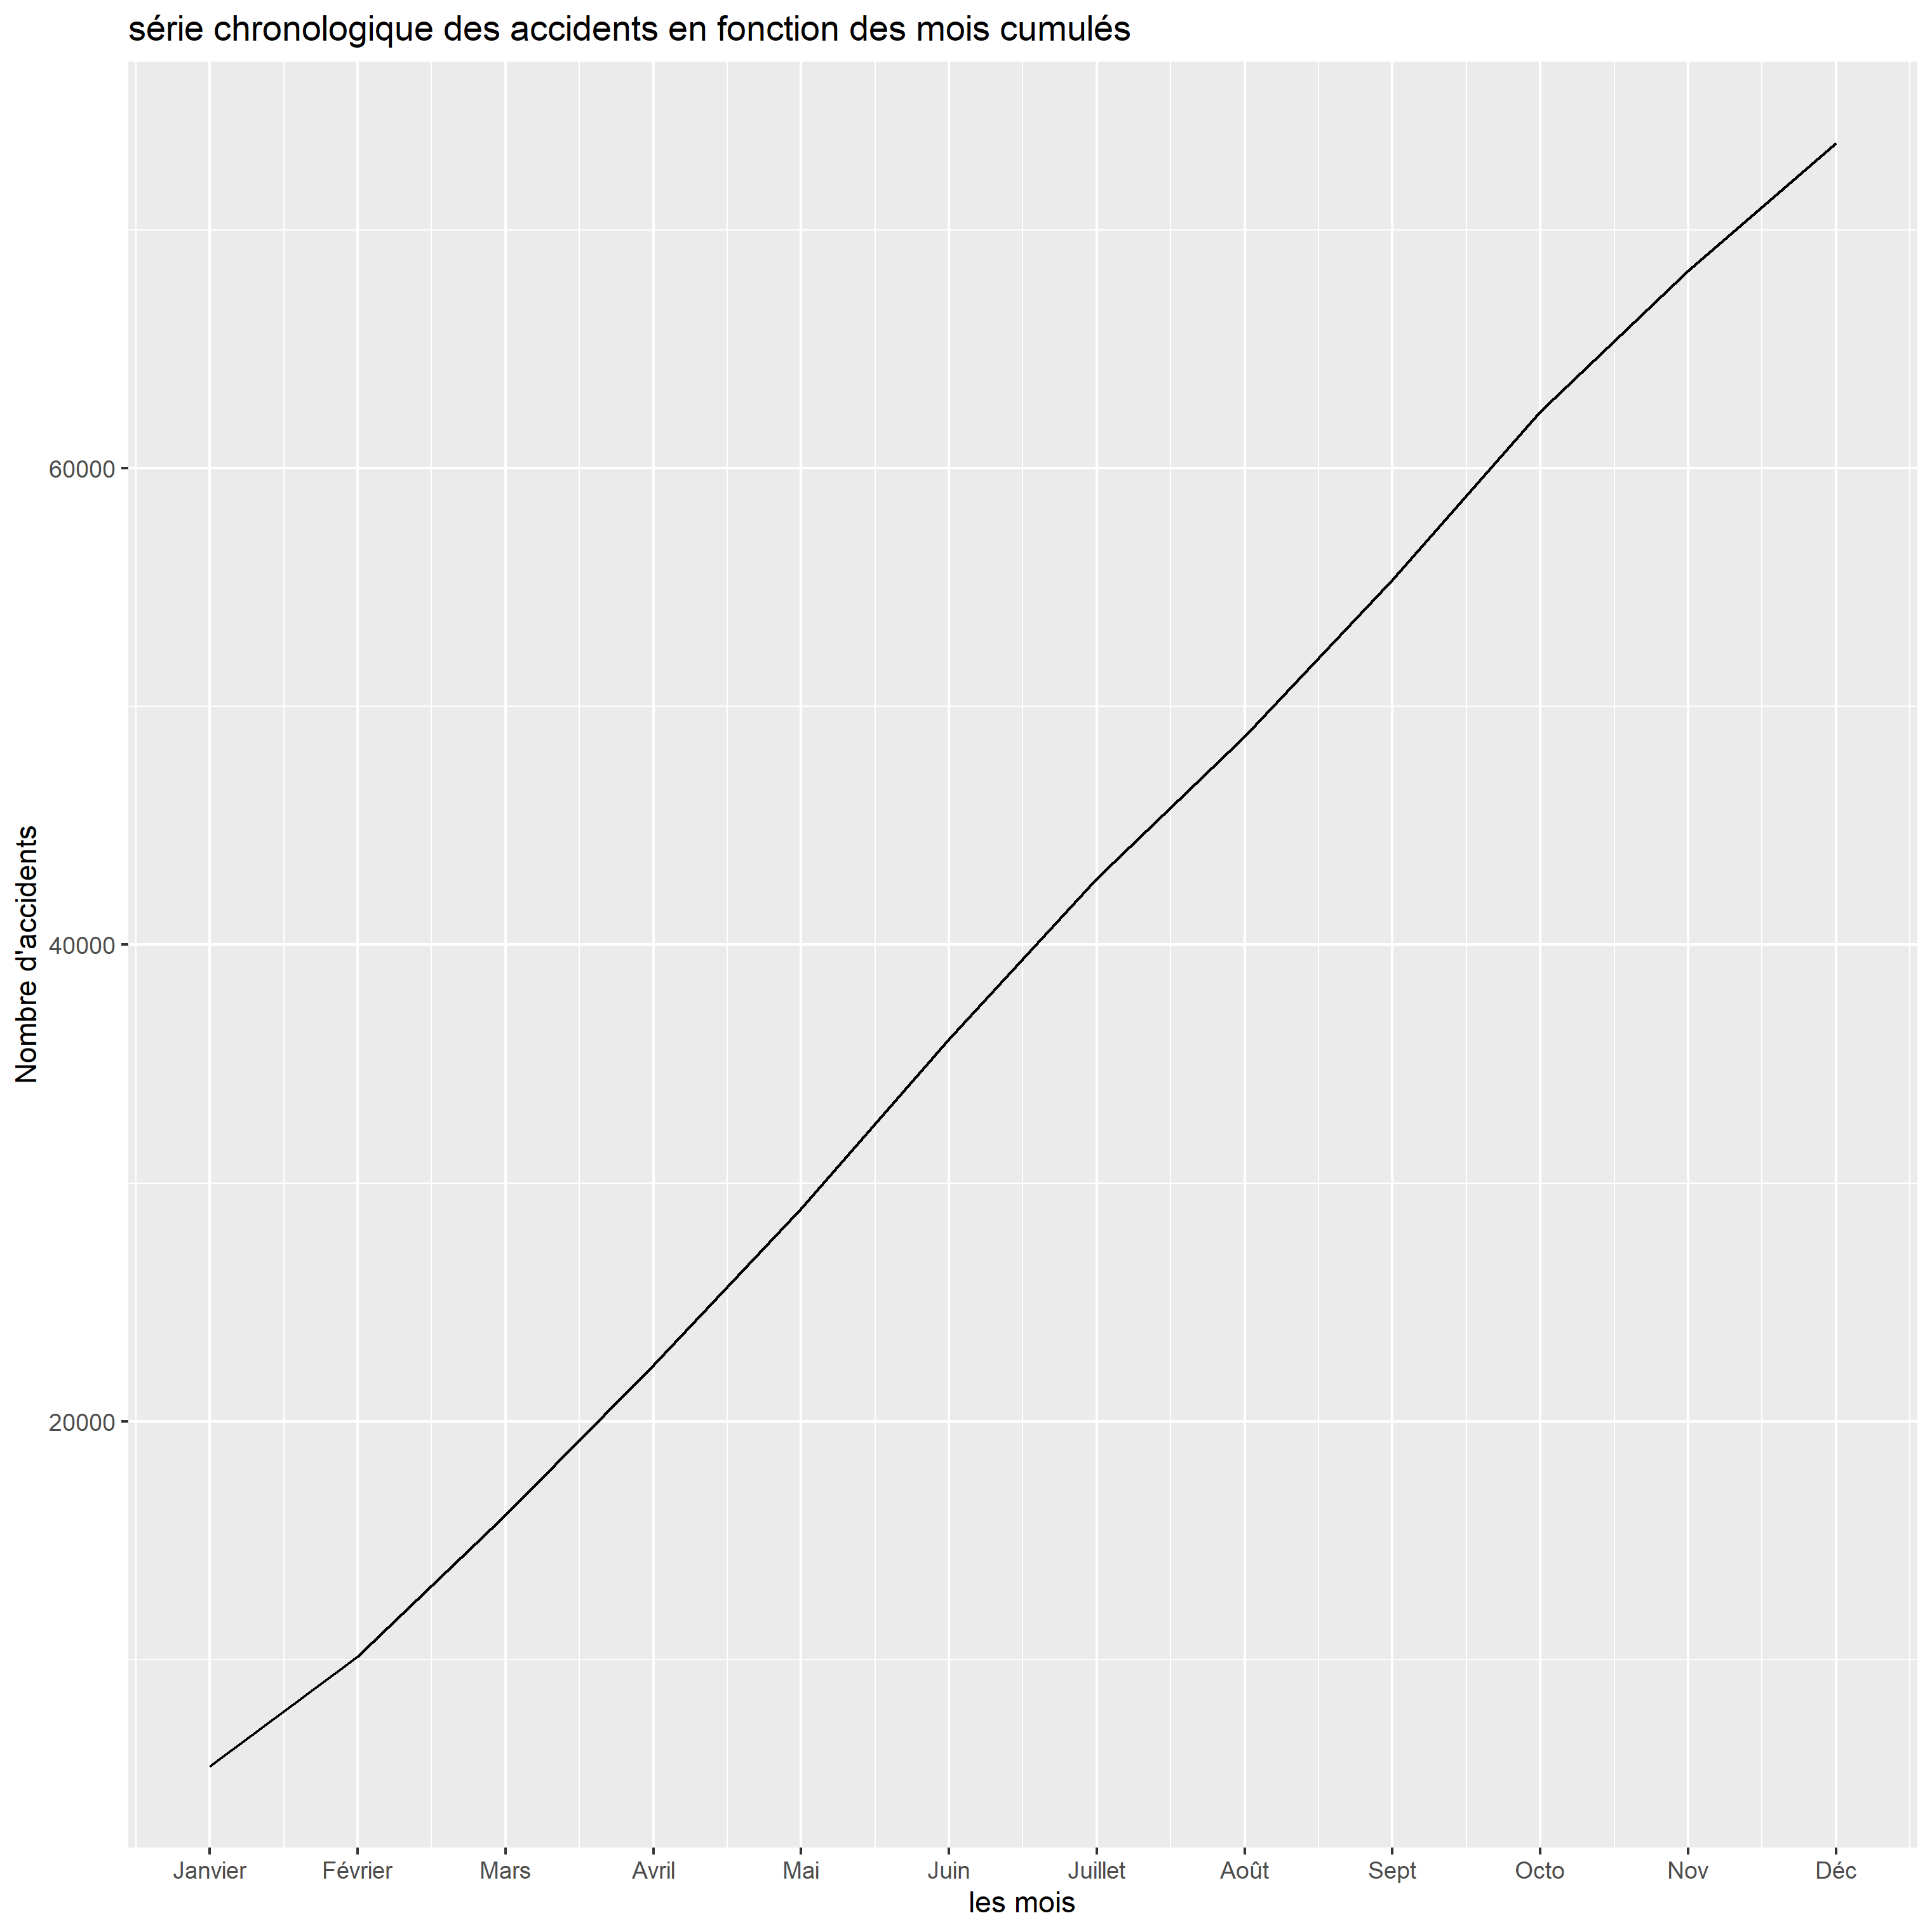 série chronologique des accidents en fonction des mois cumulés
Nombre d'accidents
60000
40000
20000
Janvier Février Mars Avril Mai Juin Juillet Août Sept Octo Nov Déc
les mois